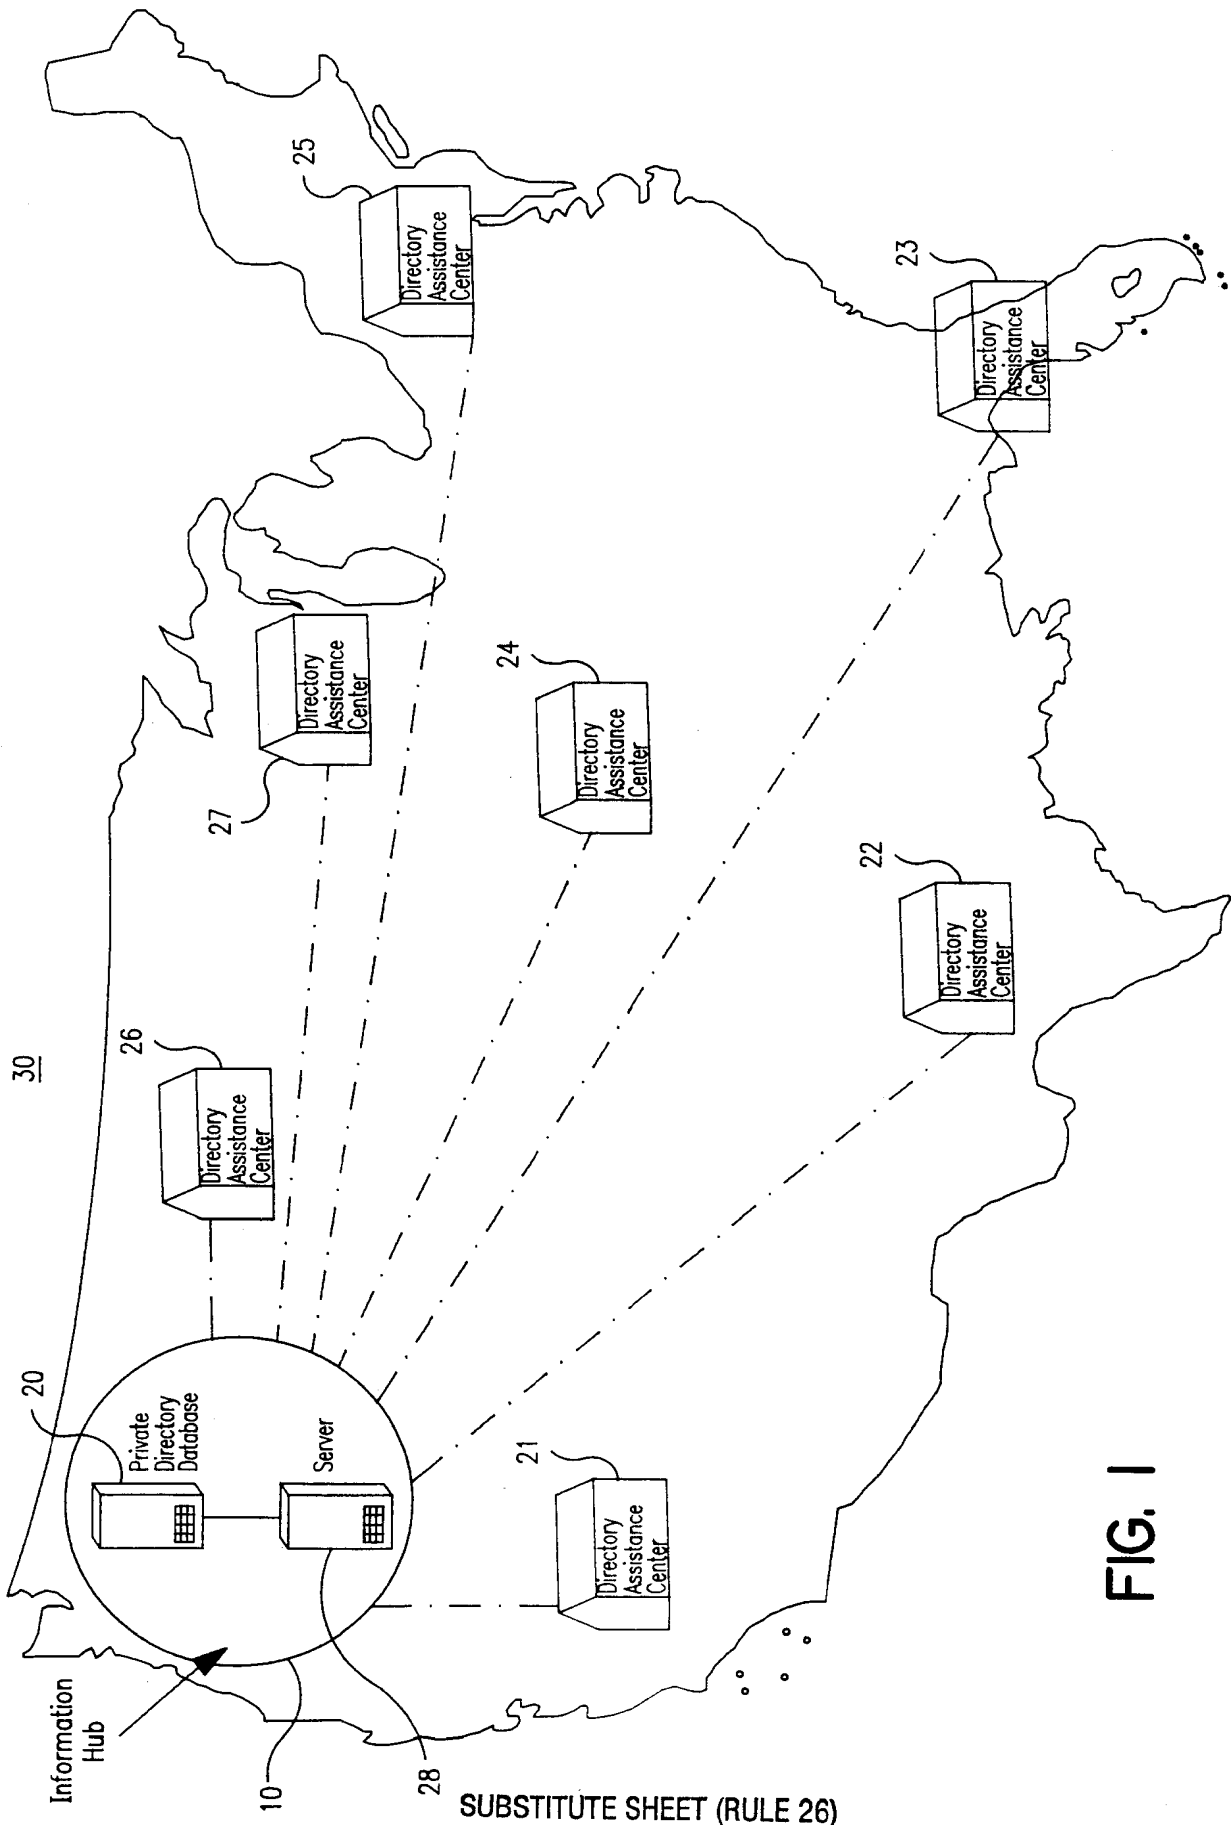 30
Information
Hub
10
28
20
Private
Directory
Database
Server
26
Directory
Assistance
Center
27
Directory
Assistance
Center
25
Directory
Assistance
Center
24
Directory
Assistance
Center
21
Directory
Assistance
Center
22
Directory
Assistance
Center
23
Directory
Assistance
Center
FIG. 1
SUBSTITUTE SHEET (RULE 26)